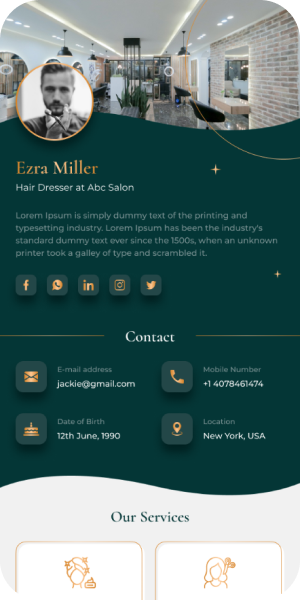 Ezra Miller
Hair Dresser at Abc Salon
Lorem Ipsum is simply dummy text of the printing and
typesetting industry. Lorem Ipsum has been the industry's
standard dummy text ever since the 1500s, when an unknown
printer took a galley of type and scrambled it.
Contact
E-mail address
jackie@gmail.com
Mobile Number
+1 4078461474
Date of Birth
12th June, 1990
Location
New York, USA
Our Services